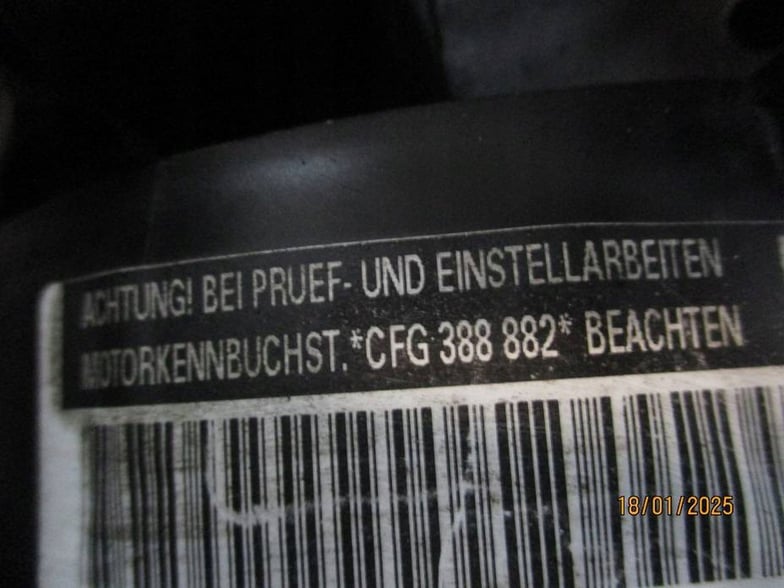 ACHTUNG! BEI PRUEF- UND EINSTELLARBEITEN
MOTORKENNBUCHST.*CFG 388 882* BEACHTEN
18/01/2025